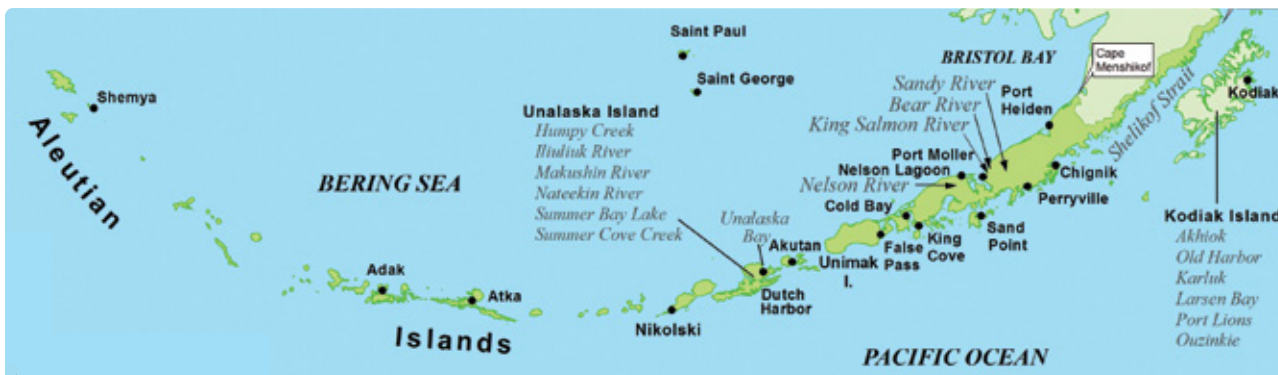 Saint Paul
Saint George
BRISTOL BAY
Cape
Menshikof
Sandy River
Bear River
King Salmon River
Port
Heiden
Shelikof Strait
Kodiak
Shemya
Aleutian
Islands
BERING SEA
Unalaska Island
Humpy Creek
Iliuliuk River
Makushin River
Nateekin River
Summer Bay Lake
Summer Cove Creek
Port Moller
Nelson Lagoon
Nelson River
Cold Bay
Chignik
Perryville
Sand
Point
King
Cove
False
Pass
Unimak
I.
Akutan
Unalaska
Bay
Dutch
Harbor
Nikolski
Adak
Atka
Kodiak Island
Akhiok
Old Harbor
Karluk
Larsen Bay
Port Lions
Ouzinkie
PACIFIC OCEAN